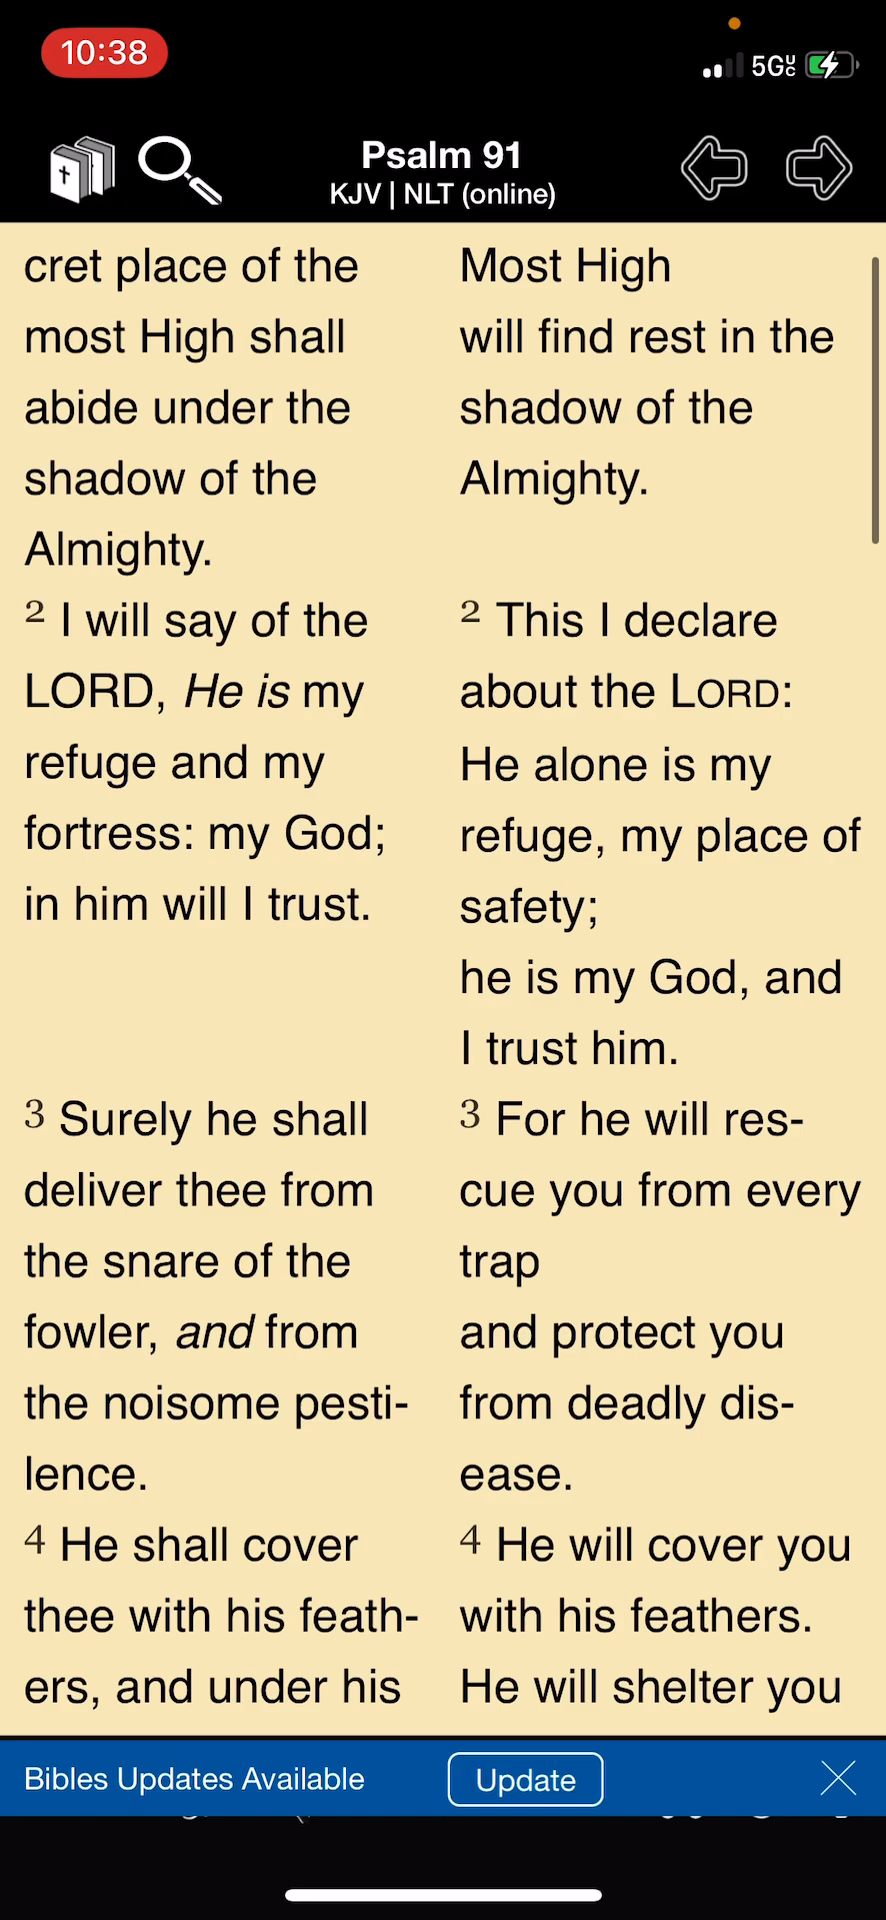 10:38
5G UC
Psalm 91
KJV | NLT (online)
cret place of the
most High shall
abide under the
shadow of the
Almighty.
2 I will say of the
LORD, He is my
refuge and my
fortress: my God;
in him will I trust.
3 Surely he shall
deliver thee from
the snare of the
fowler, and from
the noisome pesti-
lence.
4 He shall cover
thee with his feath-
ers, and under his
Most High
will find rest in the
shadow of the
Almighty.
2 This I declare
about the LORD:
He alone is my
refuge, my place of
safety;
he is my God, and
I trust him.
3 For he will res-
cue you from every
trap
and protect you
from deadly dis-
ease.
4 He will cover you
with his feathers.
He will shelter you
Bibles Updates Available
Update